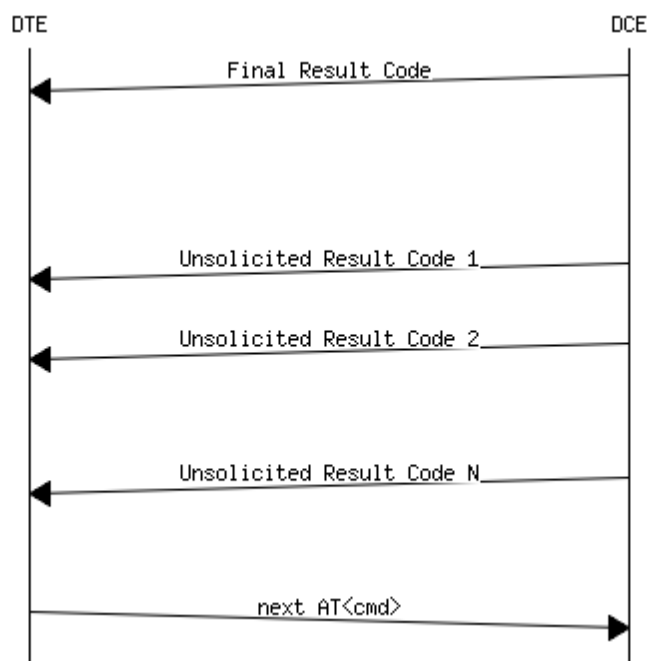 DTE DCE
Final Result Code
Unsolicited Result Code 1
Unsolicited Result Code 2
Unsolicited Result Code N
next AT<cmd>